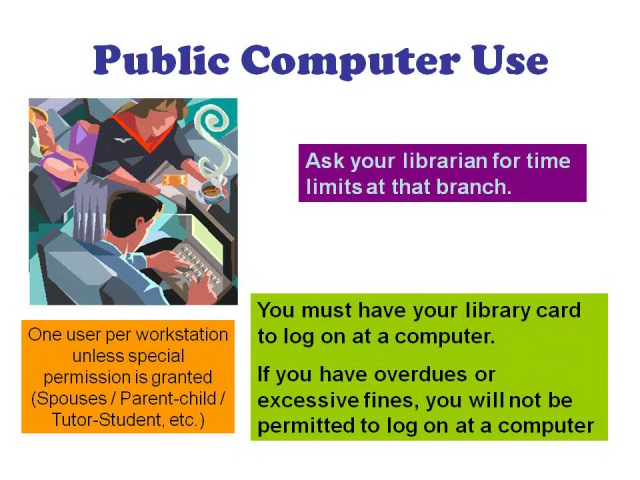 Public Computer Use
Ask your librarian for time
limits at that branch.
You must have your library card
to log on at a computer.
If you have overdues or
excessive fines, you will not be
permitted to log on at a computer
One user per workstation
unless special
permission is granted
(Spouses / Parent-child /
Tutor-Student, etc.)